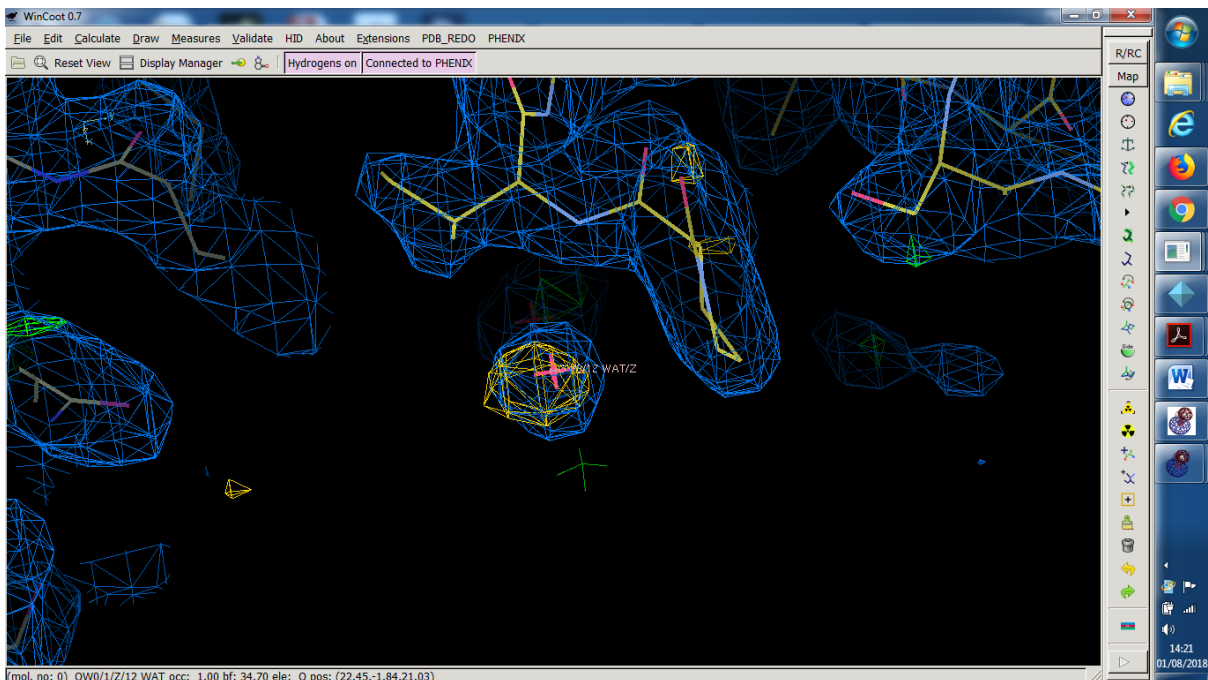 WinCoot 0.7
File Edit Calculate Draw Measures Validate HID About Extensions PDB_REDO PHENIX
Reset View Display Manager Hydrogens on Connected to PHENIX
R/RC
Map
Side
/12 WAT/Z
W
14:21
01/08/2018
(mol. no: 0) OW0/1/Z/12 WAT occ: 1.00 bf: 34.70 ele: O pos: (22.45,-1.84,21.03)